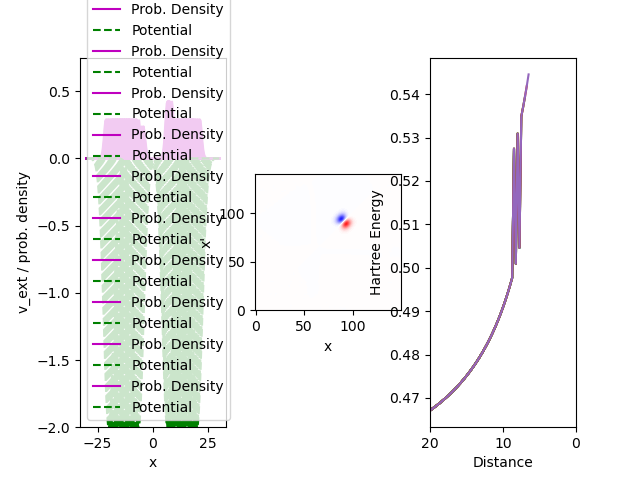 Prob. Density
Potential
Prob. Density
Potential
Prob. Density
Potential
Prob. Density
Potential
Prob. Density
Potential
Prob. Density
Potential
Prob. Density
Potential
Prob. Density
Potential
Prob. Density
Potential
Prob. Density
Potential
v_ext / prob. density
0.5
0.0
−0.5
−1.0
−1.5
−2.0
−25
0
25
x
x'
100
50
0
0
50
100
x
Hartree Energy
0.54
0.53
0.52
0.51
0.50
0.49
0.48
0.47
20
10
0
Distance